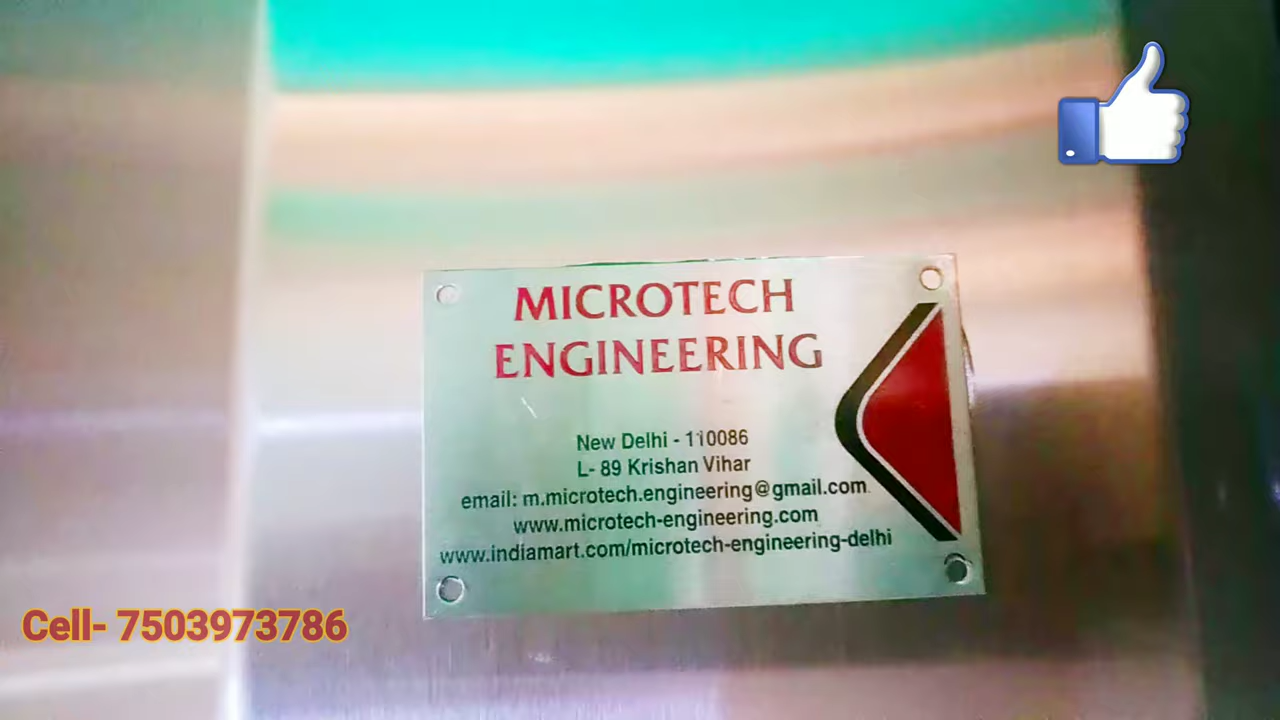 MICROTECH
ENGINEERING
New Delhi - 110086
L- 89 Krishan Vihar
email: m.microtech.engineering@gmail.com
www.microtech-engineering.com
www.indiamart.com/microtech-engineering-delhi
Cell- 7503973786